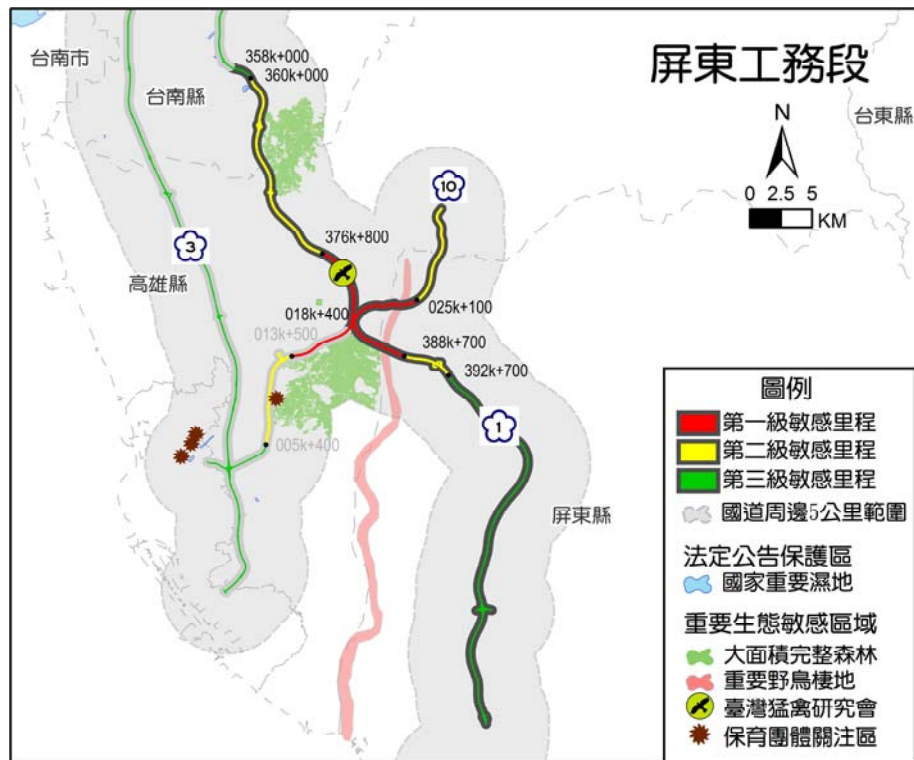 屏東工務段
台南市
台南縣
358k+000
360k+000
台東縣
N
0 2.5 5
KM
10
3
376k+800
高雄縣
018k+400
025k+100
013k+500
388k+700
392k+700
005k+400
1
屏東縣
圖例
第一級敏感里程
第二級敏感里程
第三級敏感里程
國道周邊5公里範圍
法定公告保護區
國家重要濕地
重要生態敏感區域
大面積完整森林
重要野鳥棲地
臺灣猛禽研究會
保育團體關注區